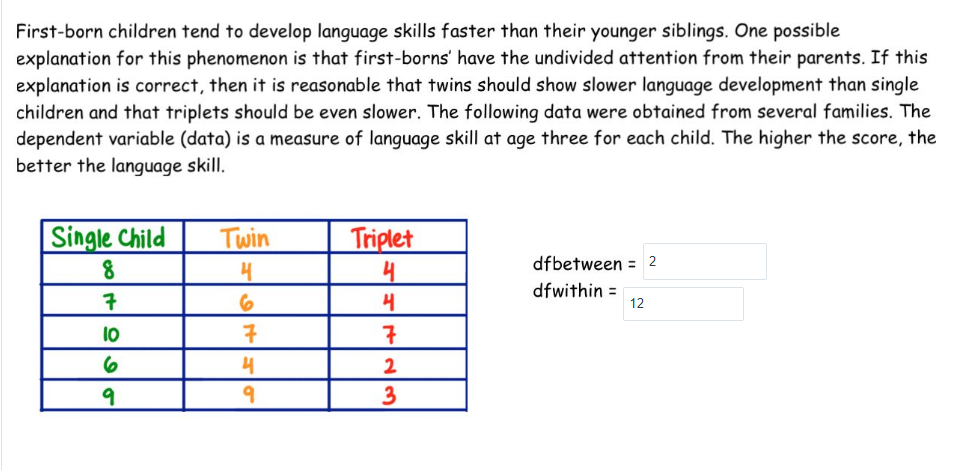 First-born children tend to develop language skills faster than their younger siblings. One possible
explanation for this phenomenon is that first-borns' have the undivided attention from their parents. If this
explanation is correct, then it is reasonable that twins should show slower language development than single
children and that triplets should be even slower. The following data were obtained from several families. The
dependent variable (data) is a measure of language skill at age three for each child. The higher the score, the
better the language skill.
Single Child Twin Triplet
8 4 4
7 6 4
10 7 7
6 4 2
9 9 3
dfbetween = 2
dfwithin = 12